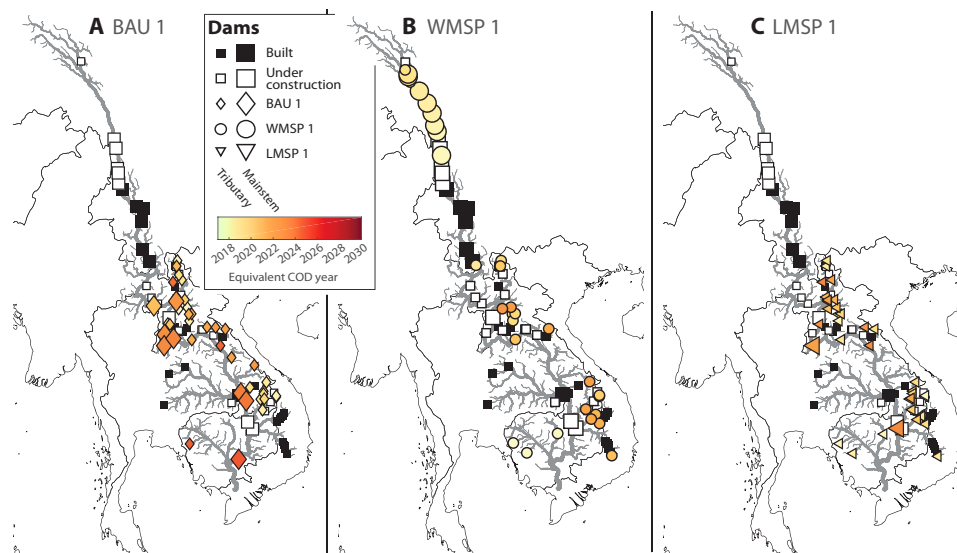 A BAU 1
Dams
Built
Under
construction
BAU 1
WMSP 1
LMSP 1
Tributary
Mainstem
2018
2020
2022
2024
2026
2028
2030
Equivalent COD year
B WMSP 1
C LMSP 1